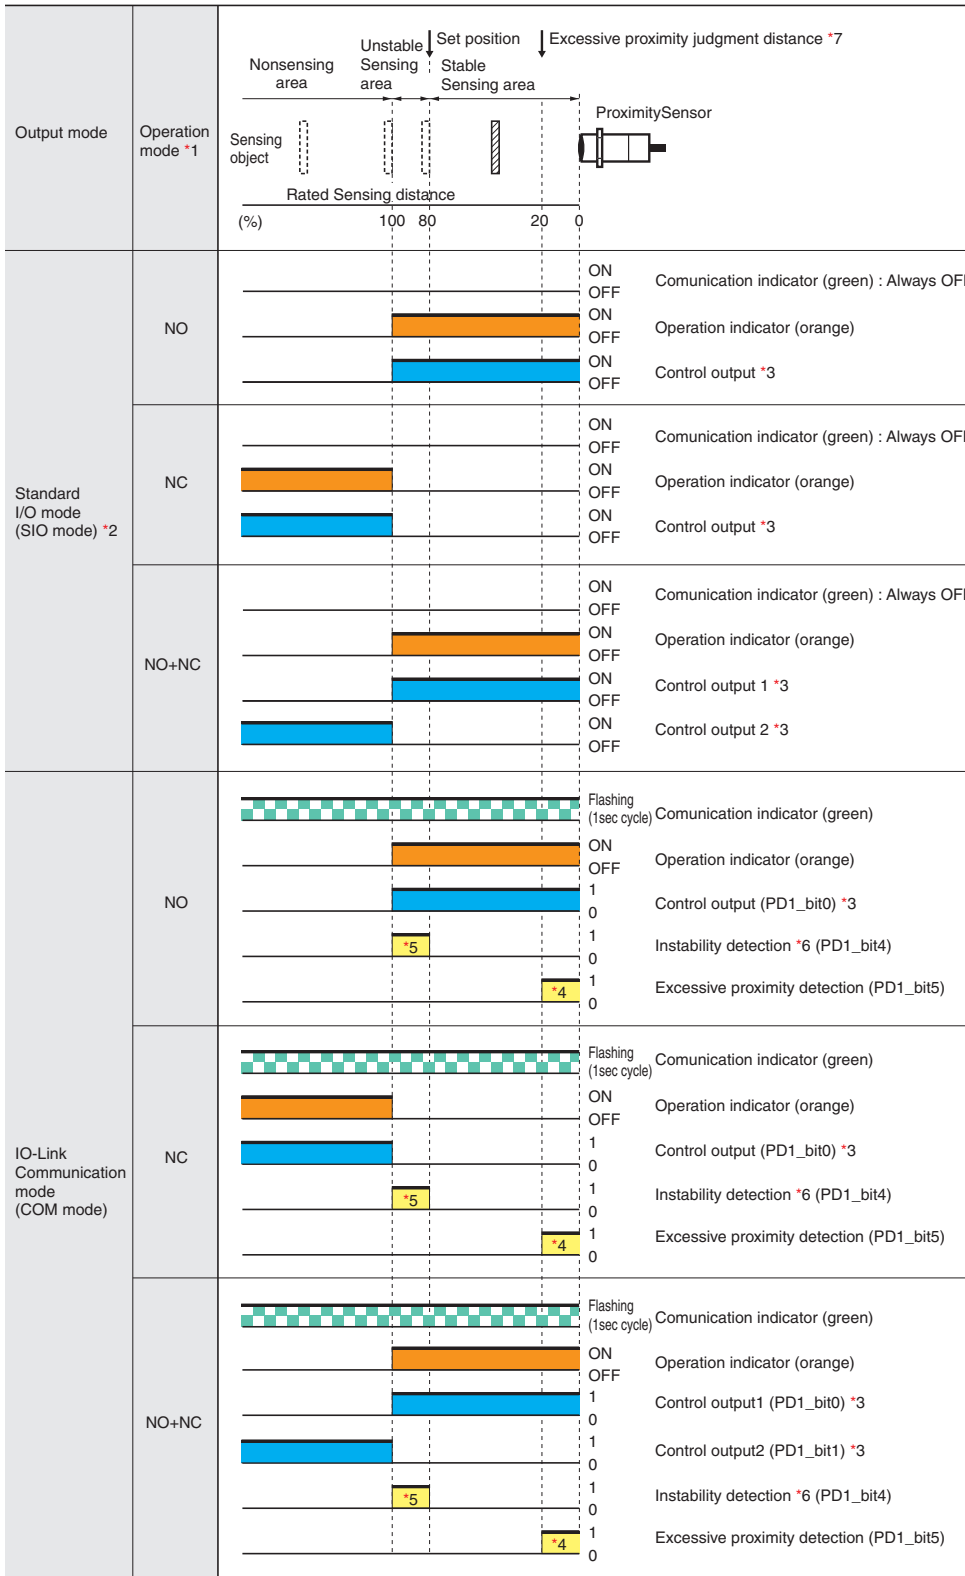 Output mode
Operation
mode *1
Nonsensing
area
Unstable
Sensing
area
Set position
Stable
Sensing area
Excessive proximity judgment distance *7
ProximitySensor
Sensing
object
Rated Sensing distance
(%) 100 80 20 0
Standard
I/O mode
(SIO mode) *2
NO
ON
OFF
Comunication indicator (green) : Always OFF
ON
OFF
Operation indicator (orange)
ON
OFF
Control output *3
NC
ON
OFF
Comunication indicator (green) : Always OFF
ON
OFF
Operation indicator (orange)
ON
OFF
Control output *3
NO+NC
ON
OFF
Comunication indicator (green) : Always OFF
ON
OFF
Operation indicator (orange)
ON
OFF
Control output 1 *3
ON
OFF
Control output 2 *3
IO-Link
Communication
mode
(COM mode)
NO
Flashing
(1sec cycle)
Comunication indicator (green)
ON
OFF
Operation indicator (orange)
1
0
Control output (PD1_bit0) *3
*5
1
0
Instability detection *6 (PD1_bit4)
*4
1
0
Excessive proximity detection (PD1_bit5)
NC
Flashing
(1sec cycle)
Comunication indicator (green)
ON
OFF
Operation indicator (orange)
1
0
Control output (PD1_bit0) *3
*5
1
0
Instability detection *6 (PD1_bit4)
*4
1
0
Excessive proximity detection (PD1_bit5)
NO+NC
Flashing
(1sec cycle)
Comunication indicator (green)
ON
OFF
Operation indicator (orange)
1
0
Control output1 (PD1_bit0) *3
1
0
Control output2 (PD1_bit1) *3
*5
1
0
Instability detection *6 (PD1_bit4)
*4
1
0
Excessive proximity detection (PD1_bit5)